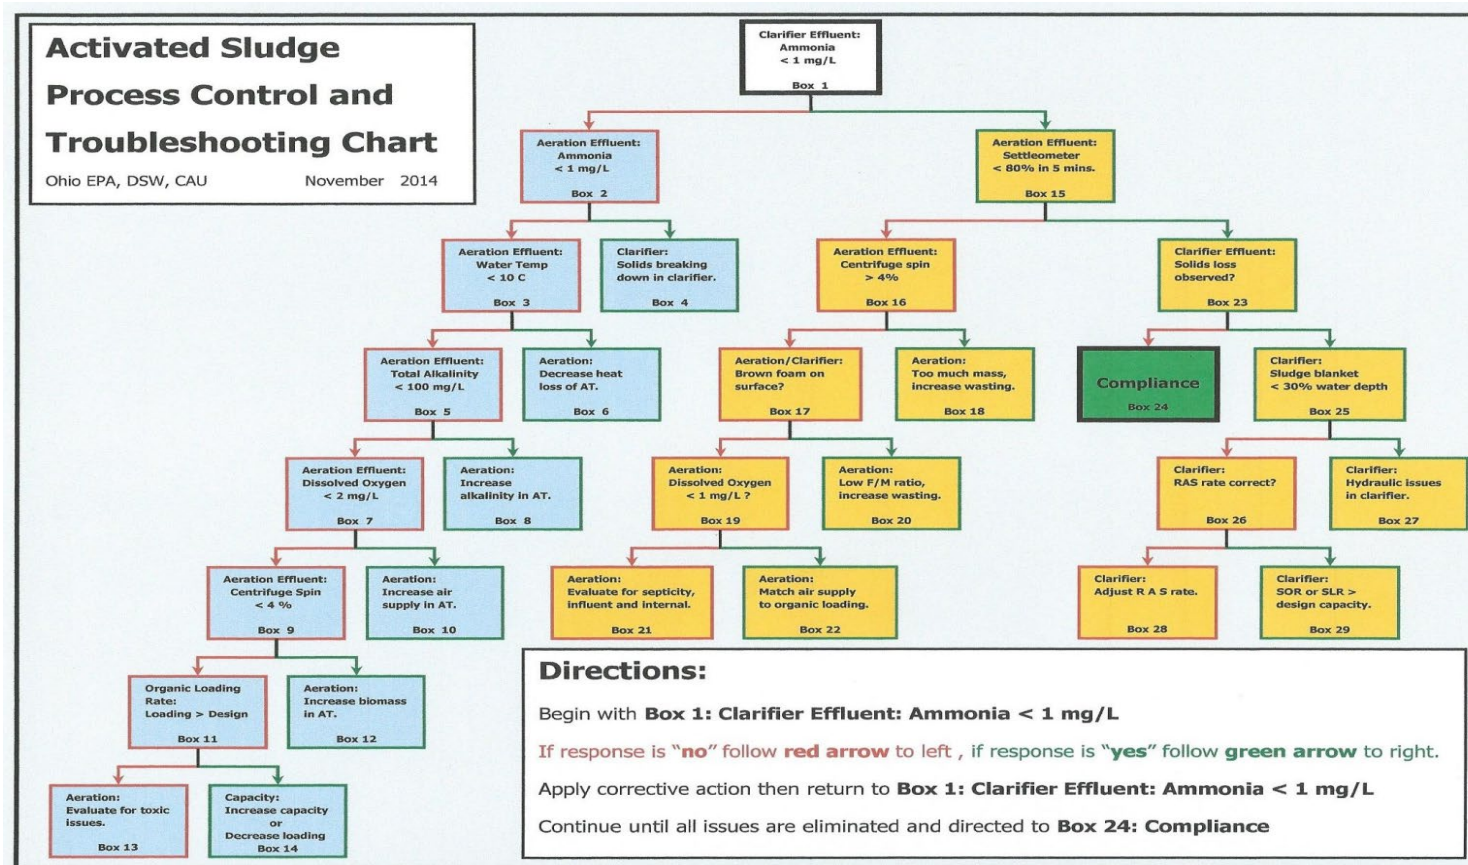 Activated Sludge
Process Control and
Troubleshooting Chart
Ohio EPA, DSW, CAU November 2014
Clarifier Effluent:
Ammonia
< 1 mg/L
Box 1
Aeration Effluent:
Ammonia
< 1 mg/L
Box 2
Aeration Effluent:
Settleometer
< 80% in 5 mins.
Box 15
Aeration Effluent:
Water Temp
< 10 C
Box 3
Clarifier:
Solids breaking
down in clarifier.
Box 4
Aeration Effluent:
Centrifuge spin
> 4%
Box 16
Clarifier Effluent:
Solids loss
observed?
Box 23
Aeration Effluent:
Total Alkalinity
< 100 mg/L
Box 5
Aeration:
Decrease heat
loss of AT.
Box 6
Aeration/Clarifier:
Brown foam on
surface?
Box 17
Aeration:
Too much mass,
increase wasting.
Box 18
Compliance
Box 24
Clarifier:
Sludge blanket
< 30% water depth
Box 25
Aeration Effluent:
Dissolved Oxygen
< 2 mg/L
Box 7
Aeration:
Increase
alkalinity in AT.
Box 8
Aeration:
Dissolved Oxygen
< 1 mg/L ?
Box 19
Aeration:
Low F/M ratio,
increase wasting.
Box 20
Clarifier:
RAS rate correct?
Box 26
Clarifier:
Hydraulic issues
in clarifier.
Box 27
Aeration Effluent:
Centrifuge Spin
< 4 %
Box 9
Aeration:
Increase air
supply in AT.
Box 10
Aeration:
Evaluate for septicity,
influent and internal.
Box 21
Aeration:
Match air supply
to organic loading.
Box 22
Clarifier:
Adjust R A S rate.
Box 28
Clarifier:
SOR or SLR >
design capacity.
Box 29
Organic Loading
Rate:
Loading > Design
Box 11
Aeration:
Increase biomass
in AT.
Box 12
Aeration:
Evaluate for toxic
issues.
Box 13
Capacity:
Increase capacity
or
Decrease loading
Box 14
Directions:
Begin with Box 1: Clarifier Effluent: Ammonia < 1 mg/L
If response is “no” follow red arrow to left , if response is “yes” follow green arrow to right.
Apply corrective action then return to Box 1: Clarifier Effluent: Ammonia < 1 mg/L
Continue until all issues are eliminated and directed to Box 24: Compliance